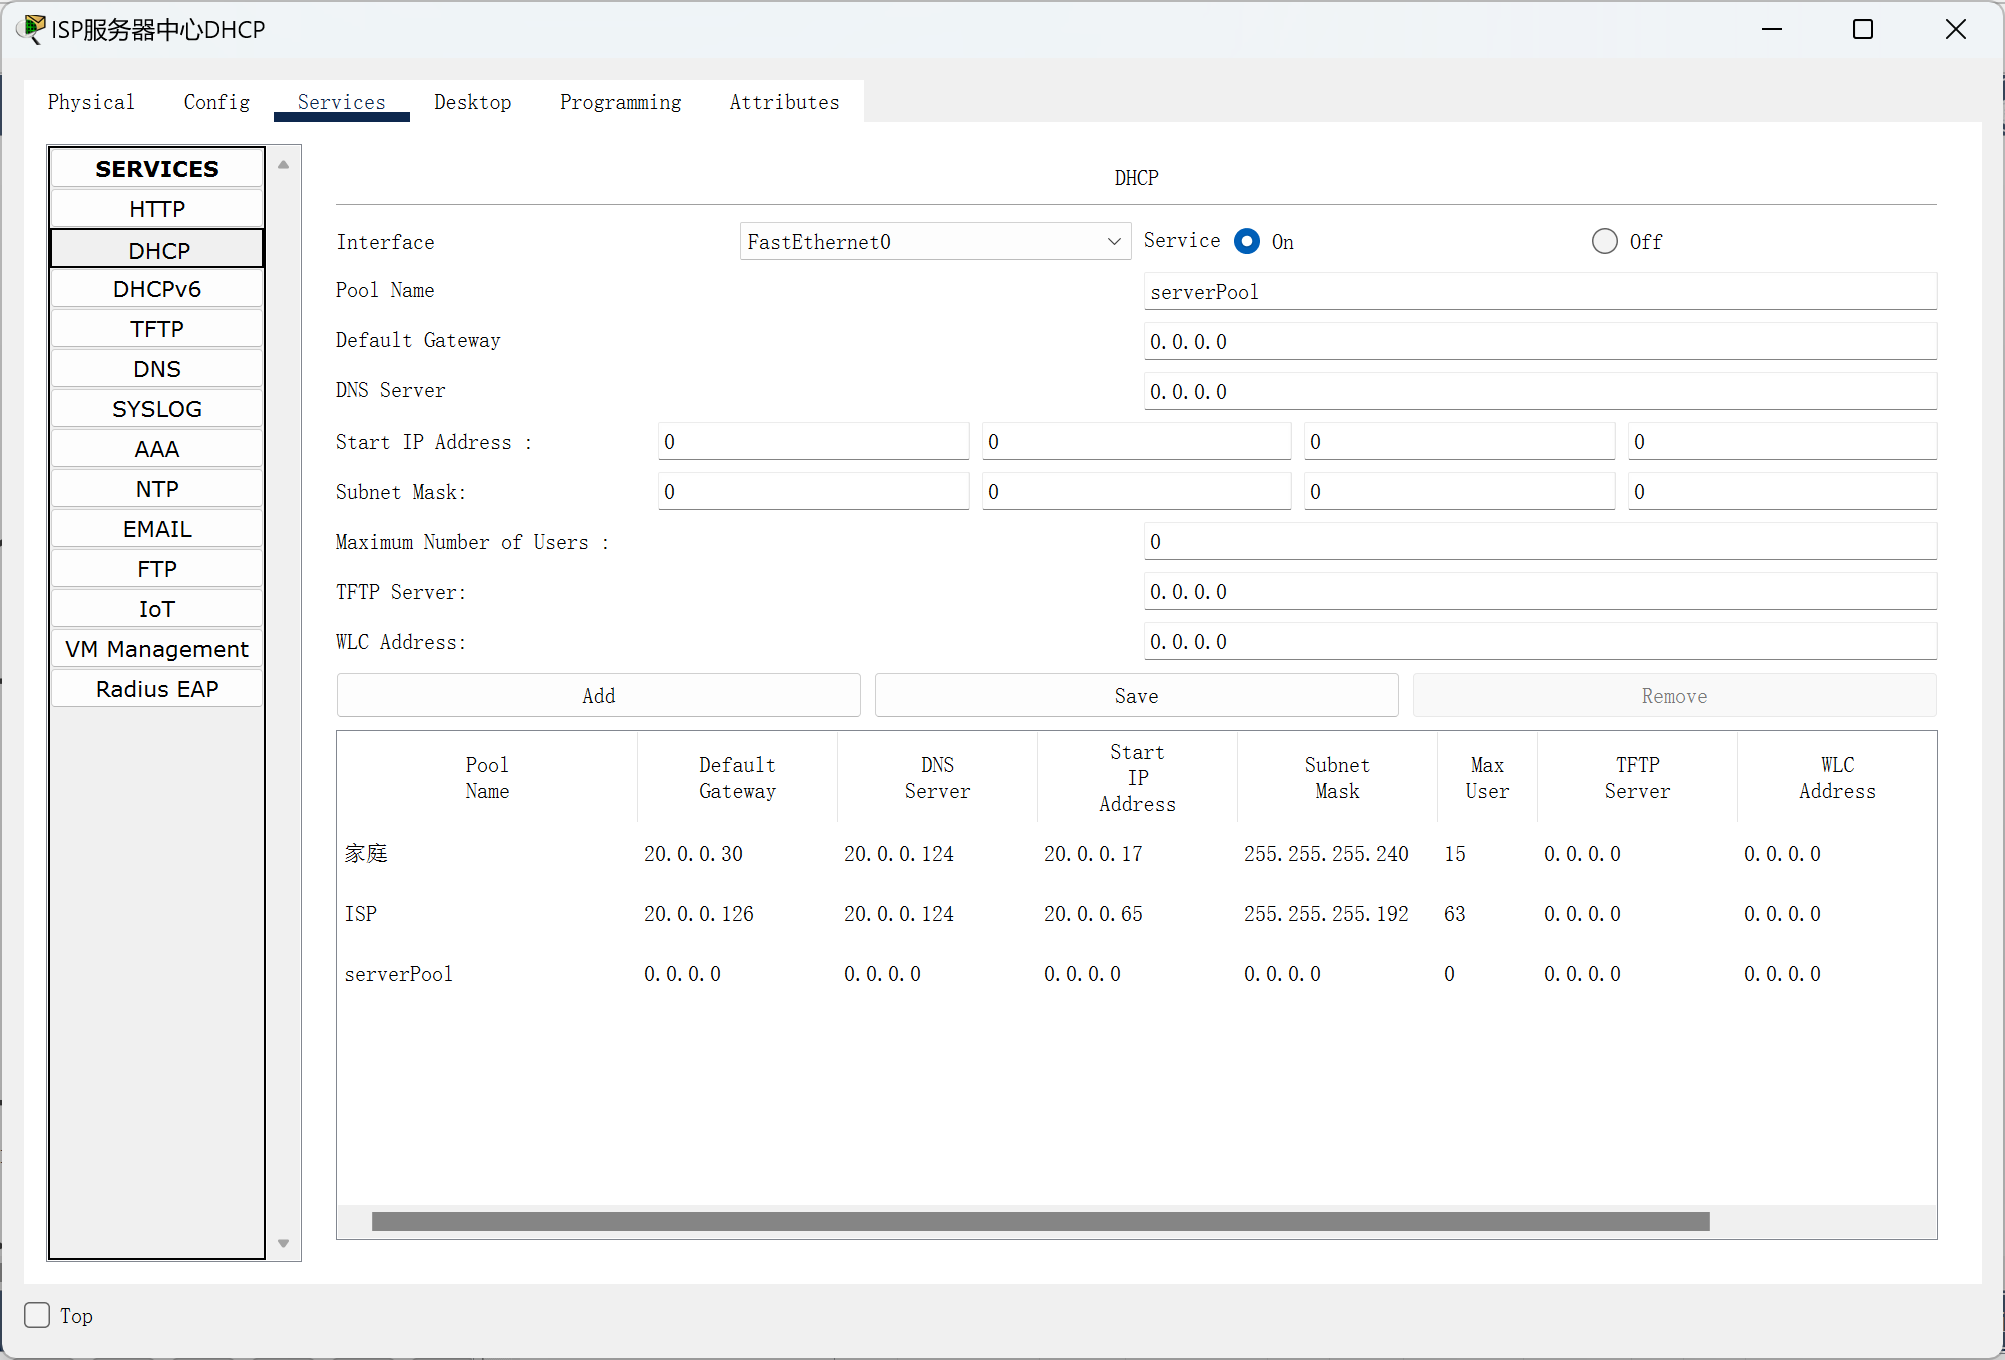 ISP服务器中心DHCP
Physical Config Services Desktop Programming Attributes
SERVICES
HTTP
DHCP
DHCPv6
TFTP
DNS
SYSLOG
AAA
NTP
EMAIL
FTP
IoT
VM Management
Radius EAP
DHCP
Interface FastEthernet0 Service On Off
Pool Name serverPool
Default Gateway 0.0.0.0
DNS Server 0.0.0.0
Start IP Address : 0 0 0 0
Subnet Mask: 0 0 0 0
Maximum Number of Users : 0
TFTP Server: 0.0.0.0
WLC Address: 0.0.0.0
Add Save Remove
Pool Name Default Gateway DNS Server Start IP Address Subnet Mask Max User TFTP Server WLC Address
家庭 20.0.0.30 20.0.0.124 20.0.0.17 255.255.255.240 15 0.0.0.0 0.0.0.0
ISP 20.0.0.126 20.0.0.124 20.0.0.65 255.255.255.192 63 0.0.0.0 0.0.0.0
serverPool 0.0.0.0 0.0.0.0 0.0.0.0 0.0.0.0 0 0.0.0.0 0.0.0.0
Top